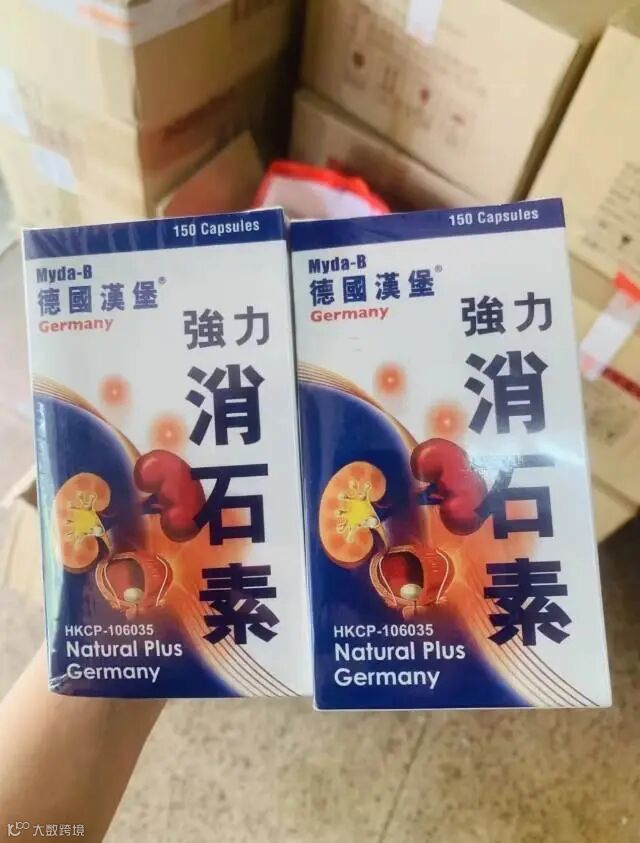 150 Capsules
Myda-B
德國漢堡®
Germany
強力
消石素
HKCP-106035
Natural Plus
Germany
150 Capsules
Myda-B
德國漢堡®
Germany
強力
消石素
HKCP-106035
Natural Plus
Germany
大数跨境